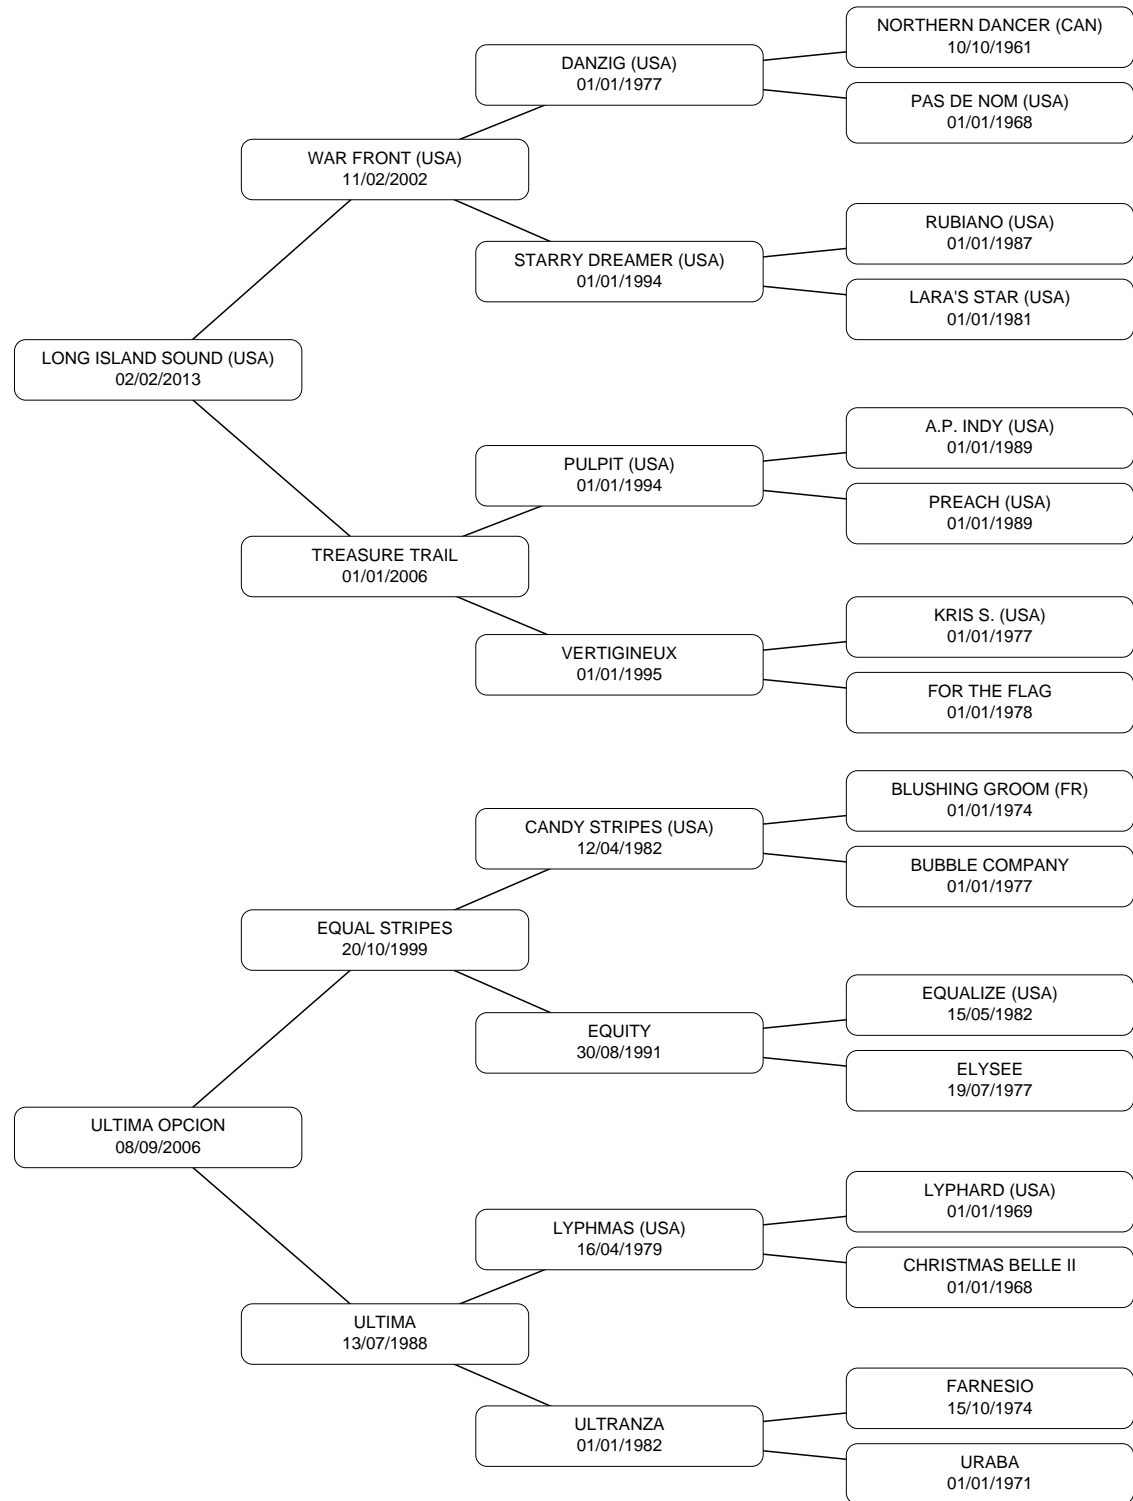 NORTHERN DANCER (CAN)
10/10/1961
DANZIG (USA)
01/01/1977
PAS DE NOM (USA)
01/01/1968
WAR FRONT (USA)
11/02/2002
RUBIANO (USA)
01/01/1987
STARRY DREAMER (USA)
01/01/1994
LARA'S STAR (USA)
01/01/1981
LONG ISLAND SOUND (USA)
02/02/2013
A.P. INDY (USA)
01/01/1989
PULPIT (USA)
01/01/1994
PREACH (USA)
01/01/1989
TREASURE TRAIL
01/01/2006
KRIS S. (USA)
01/01/1977
VERTIGINEUX
01/01/1995
FOR THE FLAG
01/01/1978
BLUSHING GROOM (FR)
01/01/1974
CANDY STRIPES (USA)
12/04/1982
BUBBLE COMPANY
01/01/1977
EQUAL STRIPES
20/10/1999
EQUALIZE (USA)
15/05/1982
EQUITY
30/08/1991
ELYSEE
19/07/1977
ULTIMA OPCION
08/09/2006
LYPHARD (USA)
01/01/1969
LYPHMAS (USA)
16/04/1979
CHRISTMAS BELLE II
01/01/1968
ULTIMA
13/07/1988
FARNESIO
15/10/1974
ULTRANZA
01/01/1982
URABA
01/01/1971